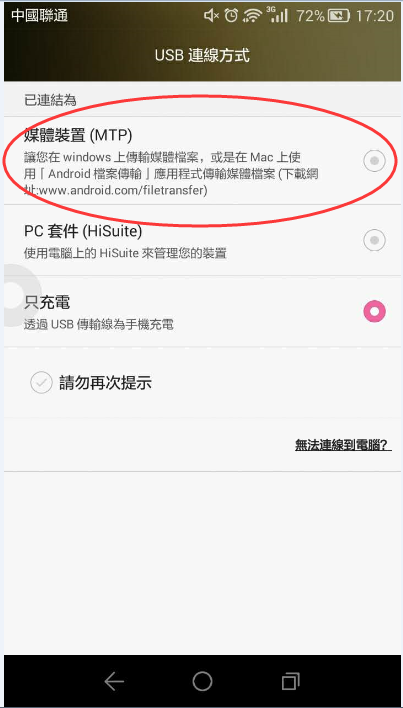 中國聯通 3G 72% 17:20
USB 連線方式
已連結為
媒體裝置 (MTP)
讓您在 windows 上傳輸媒體檔案，或是在 Mac 上使
用「Android 檔案傳輸」應用程式傳輸媒體檔案 (下載網
址:www.android.com/filetransfer)
PC 套件 (HiSuite)
使用電腦上的 HiSuite 來管理您的裝置
只充電
透過 USB 傳輸線為手機充電
請勿再次提示
無法連線到電腦？